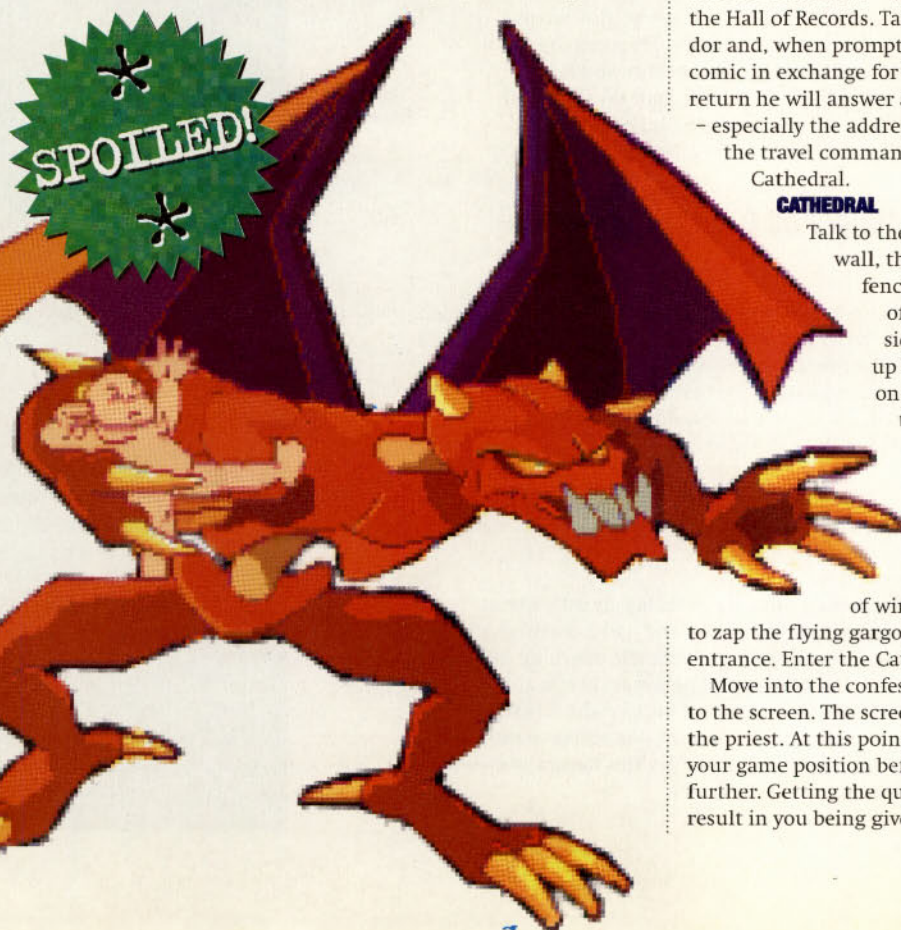 SPOILED!
the Hall of Records. Ta
dor and, when prompt
comic in exchange for
return he will answer
– especially the addre
the travel comman
Cathedral.
CATHEDRAL
Talk to the
wall, th
fenc
o
si
up
on
of win
to zap the flying gargo
entrance. Enter the Ca
Move into the confes
to the screen. The scree
the priest. At this poin
your game position be
further. Getting the qu
result in you being give